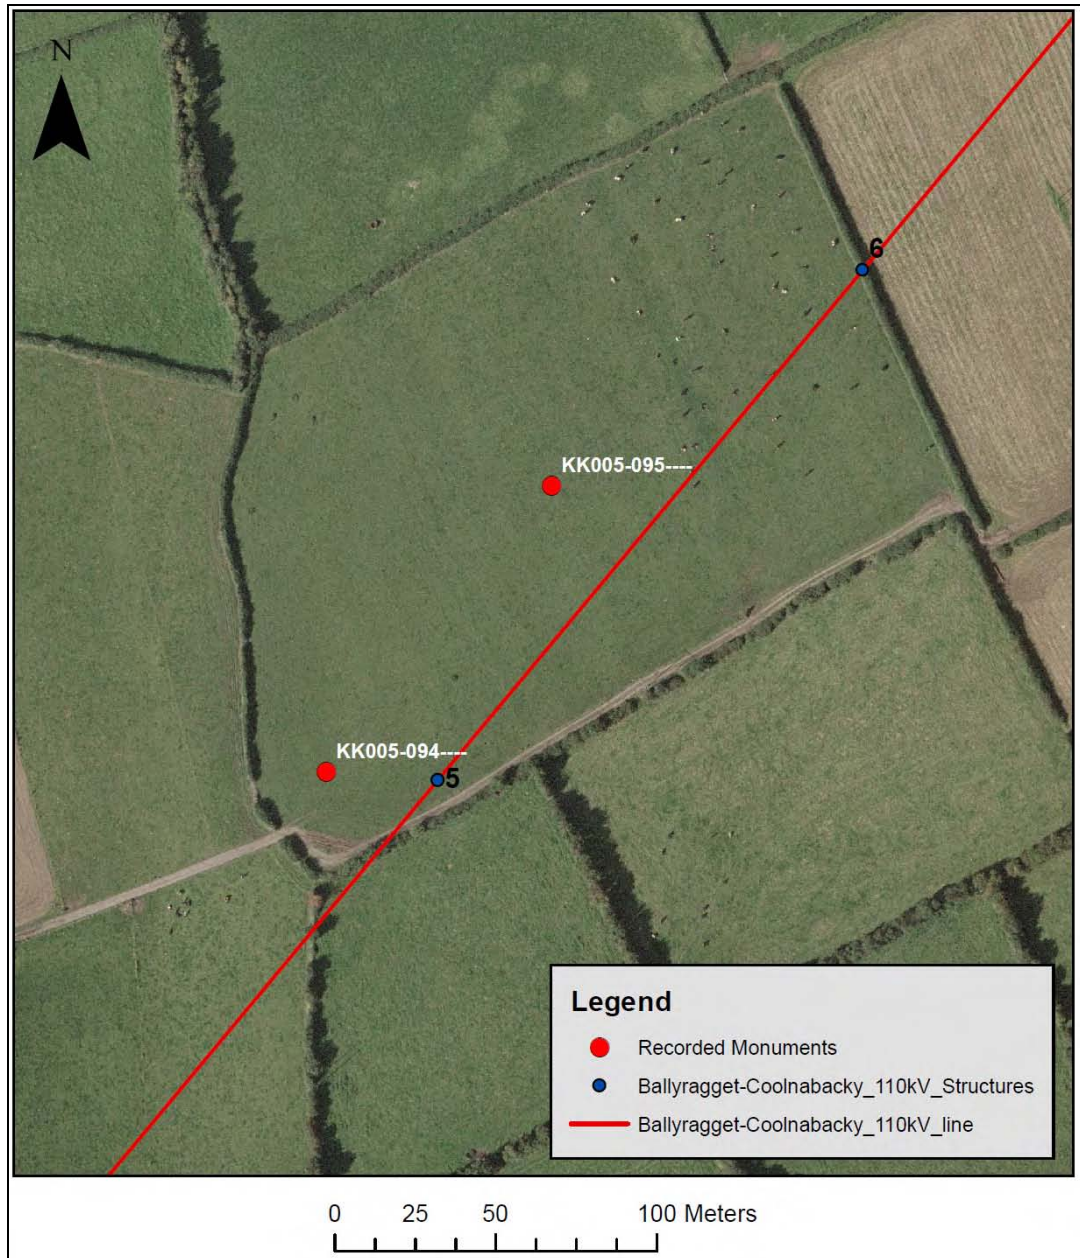 N
6
KK005-095----
KK005-094----
5
Legend
Recorded Monuments
Ballyragget-Coolnabacky_110kV_Structures
Ballyragget-Coolnabacky_110kV_line
0 25 50 100 Meters